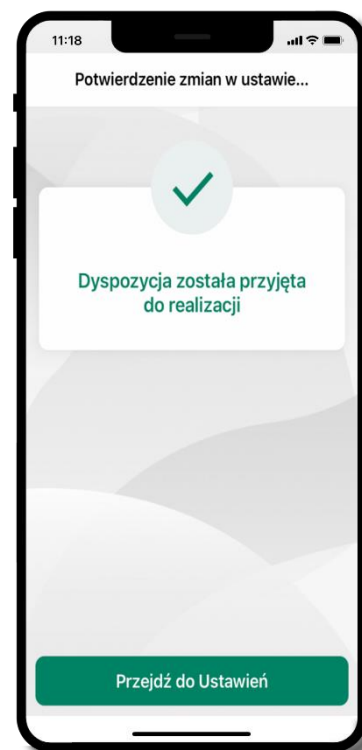 11:18
Potwierdzenie zmian w ustawie...
Dyspozycja została przyjęta
do realizacji
Przejdź do Ustawień